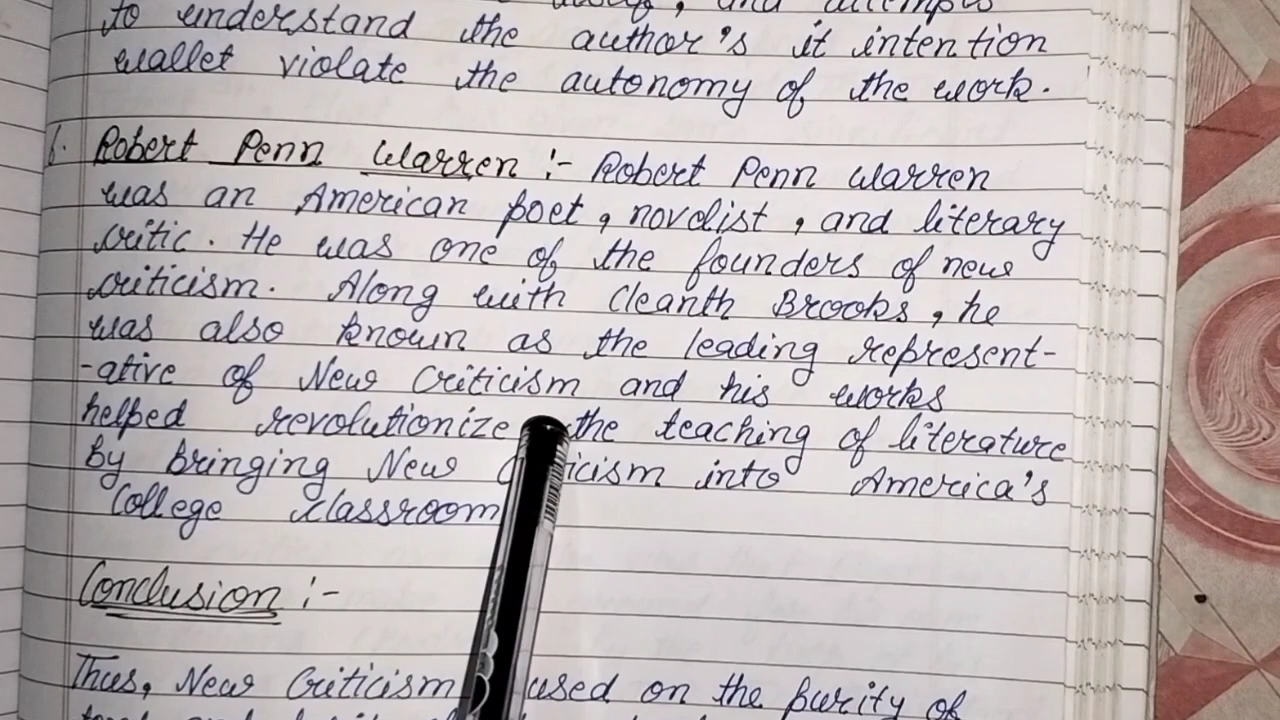 and attempts
to understand the author's it intention
wallet violate the autonomy of the work.
6. Robert Penn Warren :- Robert Penn Warren
was an American poet, novelist, and literary
critic. He was one of the founders of new
criticism. Along with Cleanth Brooks, he
was also known as the leading represent-
-ative of New Criticism and his works
helped revolutionize the teaching of literature
by bringing New icism into America's
College classroom
Conclusion :-
Thus, New Criticism used on the purity of